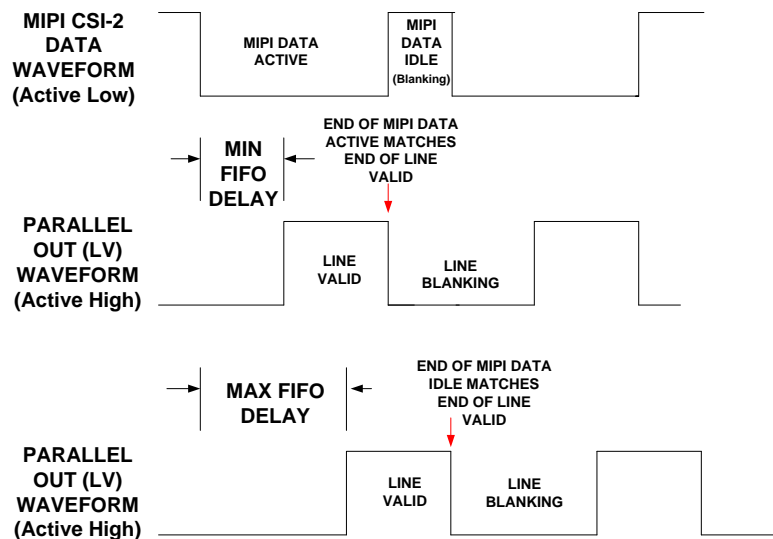 MIPI CSI-2
DATA
WAVEFORM
(Active Low)
MIPI DATA
ACTIVE
MIPI
DATA
IDLE
(Blanking)
END OF MIPI DATA
ACTIVE MATCHES
END OF LINE
VALID
MIN
FIFO
DELAY
PARALLEL
OUT (LV)
WAVEFORM
(Active High)
LINE
VALID
LINE
BLANKING
MAX FIFO
DELAY
END OF MIPI DATA
IDLE MATCHES
END OF LINE
VALID
PARALLEL
OUT (LV)
WAVEFORM
(Active High)
LINE
VALID
LINE
BLANKING